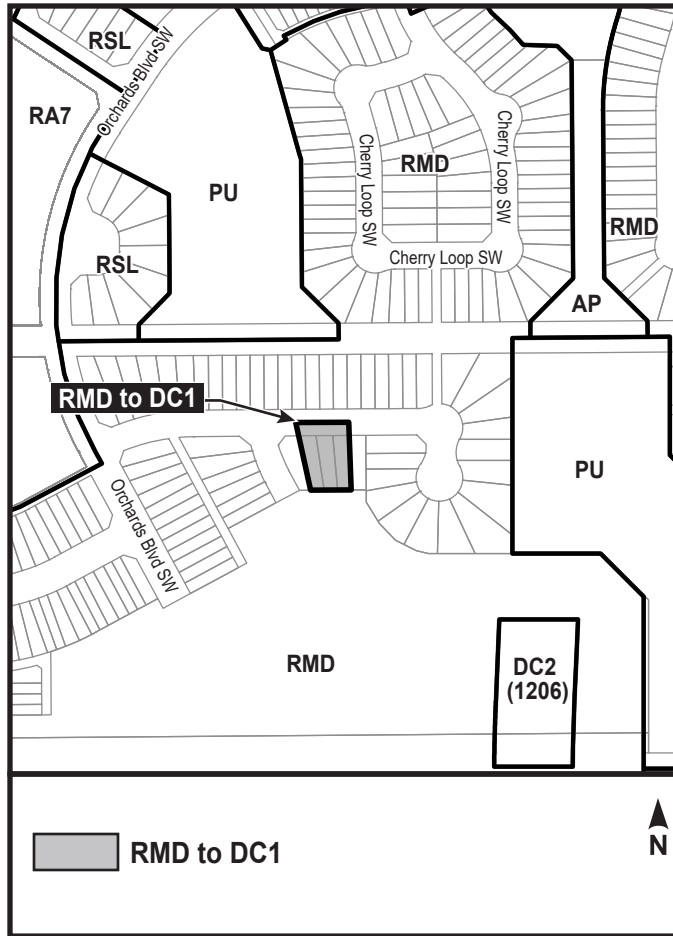 RSL
Orchards Blvd SW
RA7
Cherry Loop SW
RMD
Cherry Loop SW
PU
RMD
RSL
Cherry Loop SW
AP
RMD to DC1
PU
Orchards Blvd SW
RMD
DC2
(1206)
RMD to DC1
N